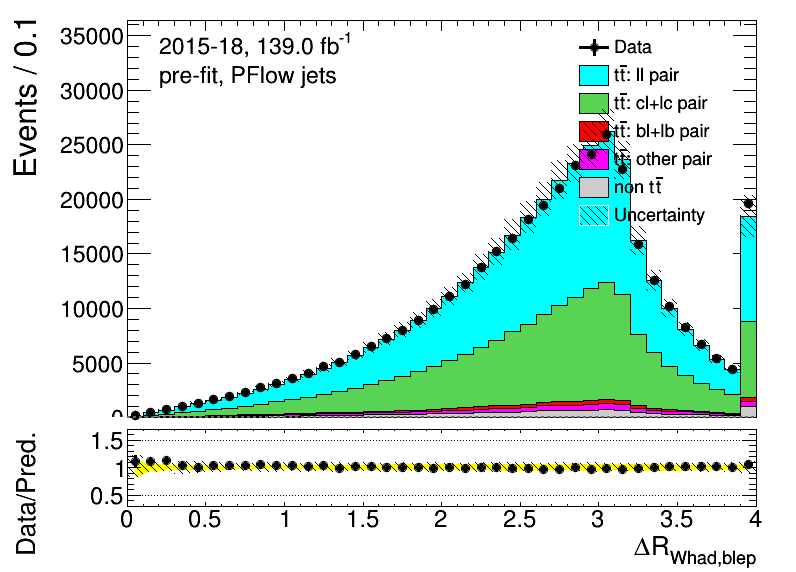 Events / 0.1
35000
30000
25000
20000
15000
10000
5000
0
2015-18, 139.0 fb⁻¹
pre-fit, PFlow jets
Data
tt̄: ll pair
tt̄: cl+lc pair
tt̄: bl+lb pair
tt̄ other pair
non tt̄
Uncertainty
Data/Pred.
1.5
1
0.5
0 0.5 1 1.5 2 2.5 3 3.5 4
ΔR_Whad,blep